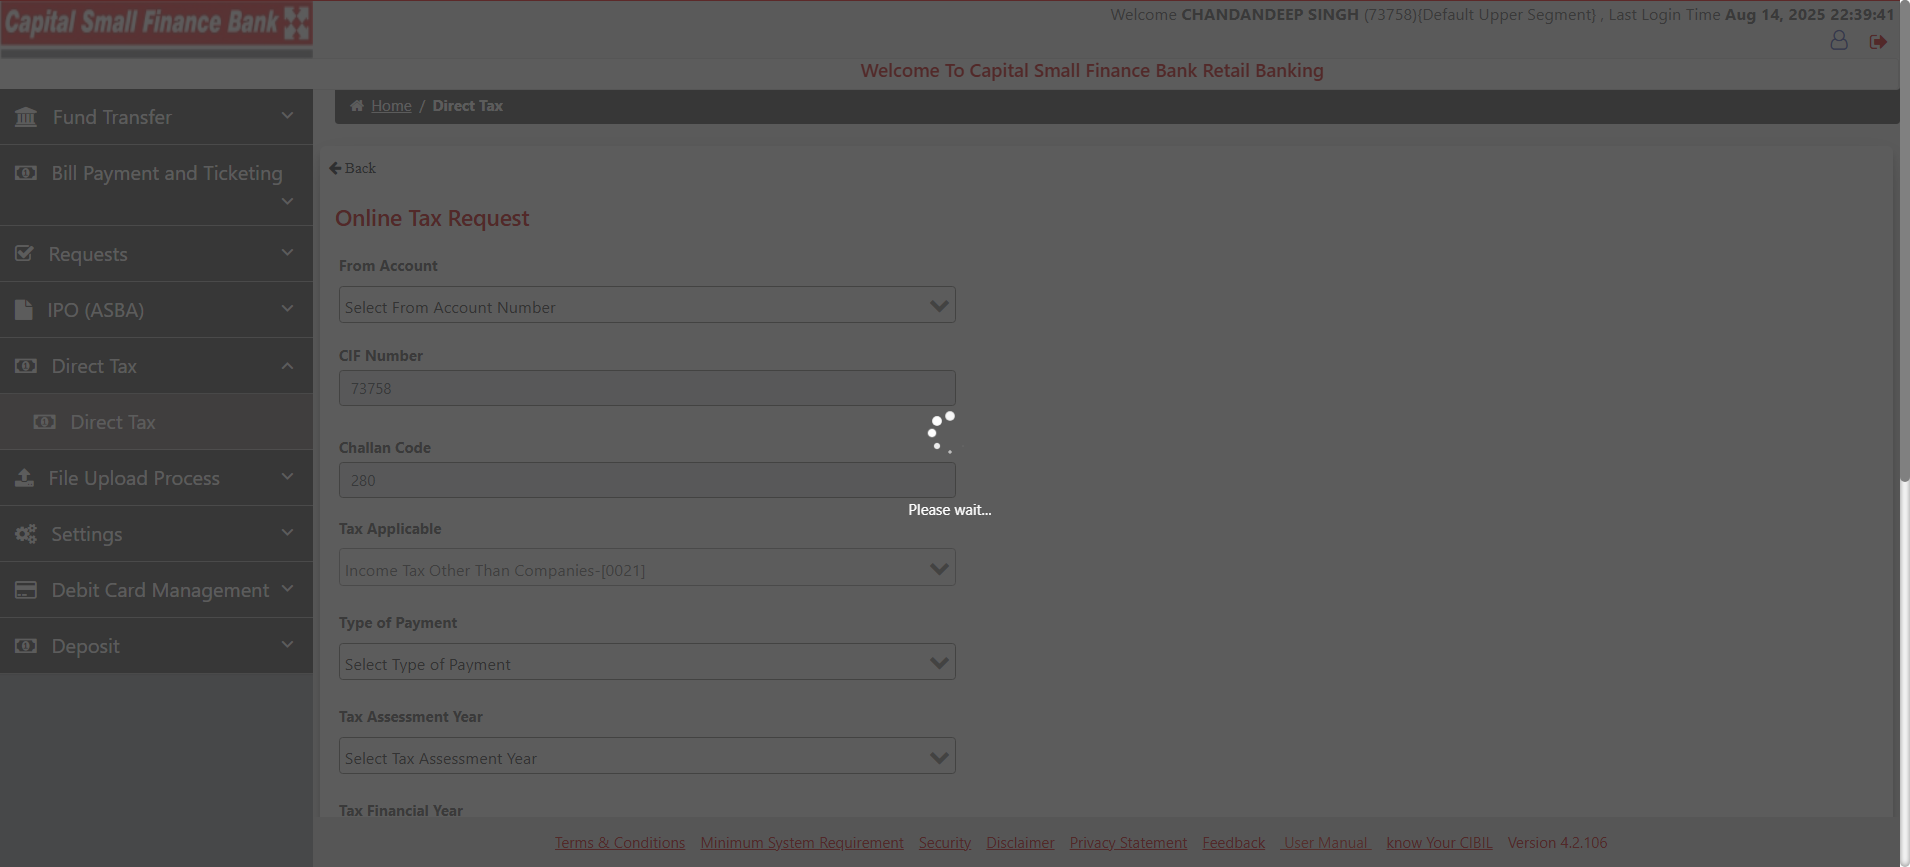 Capital Small Finance Bank
Welcome CHANDANDEEP SINGH (73758){Default Upper Segment} , Last Login Time Aug 14, 2025 22:39:41
Welcome To Capital Small Finance Bank Retail Banking
Home / Direct Tax
Fund Transfer
Bill Payment and Ticketing
Requests
IPO (ASBA)
Direct Tax
Direct Tax
File Upload Process
Settings
Debit Card Management
Deposit
Back
Online Tax Request
From Account
Select From Account Number
CIF Number
73758
Challan Code
280
Please wait...
Tax Applicable
Income Tax Other Than Companies-[0021]
Type of Payment
Select Type of Payment
Tax Assessment Year
Select Tax Assessment Year
Tax Financial Year
Terms & Conditions Minimum System Requirement Security Disclaimer Privacy Statement Feedback User Manual know Your CIBIL Version 4.2.106